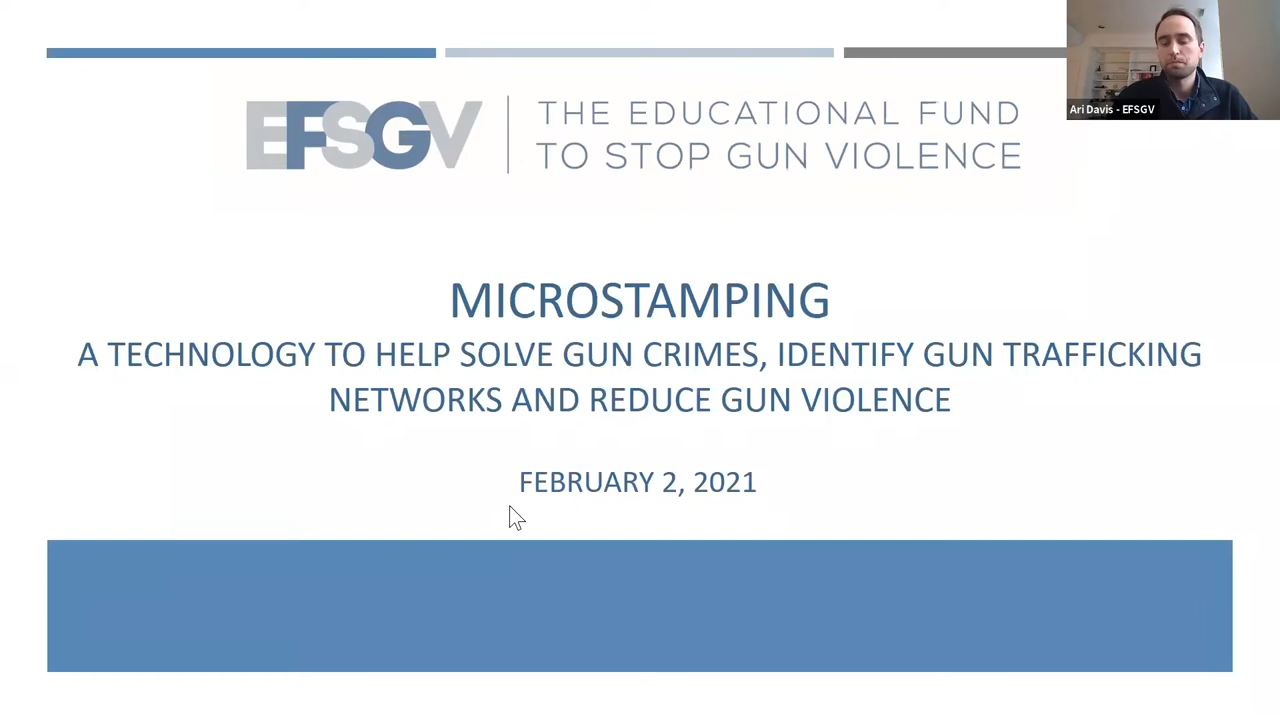 EFSGV
THE EDUCATIONAL FUND
TO STOP GUN VIOLENCE
Ari Davis - EFSGV
MICROSTAMPING
A TECHNOLOGY TO HELP SOLVE GUN CRIMES, IDENTIFY GUN TRAFFICKING
NETWORKS AND REDUCE GUN VIOLENCE
FEBRUARY 2, 2021